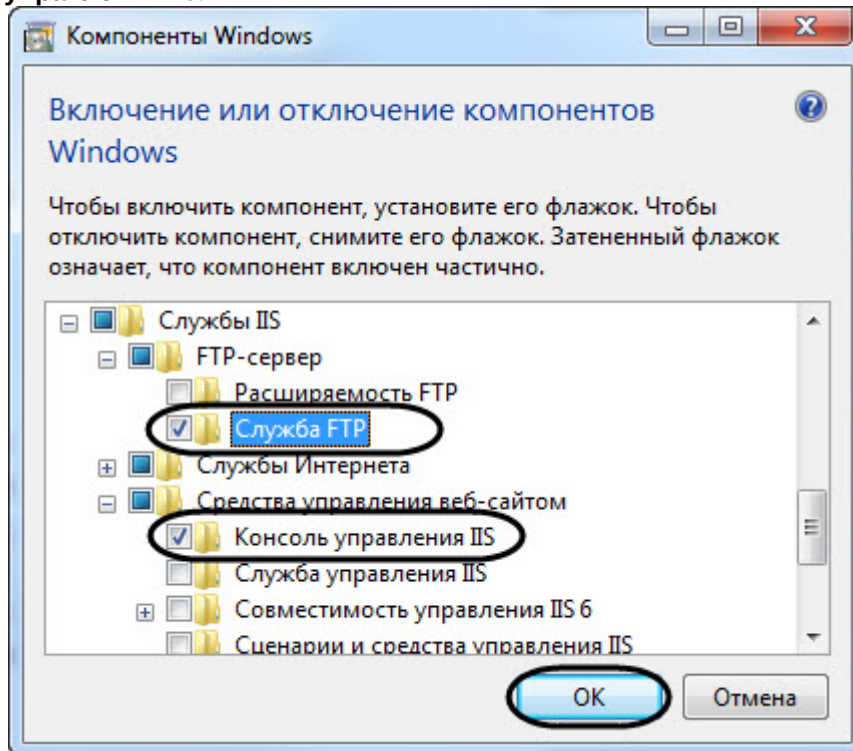 Компоненты Windows
Включение или отключение компонентов
Windows
Чтобы включить компонент, установите его флажок. Чтобы
отключить компонент, снимите его флажок. Затененный флажок
означает, что компонент включен частично.
Службы IIS
FTP-сервер
Расширяемость FTP
Служба FTP
Службы Интернета
Средства управления веб-сайтом
Консоль управления IIS
Служба управления IIS
Совместимость управления IIS 6
Сценарии и средства управления IIS
ОК
Отмена